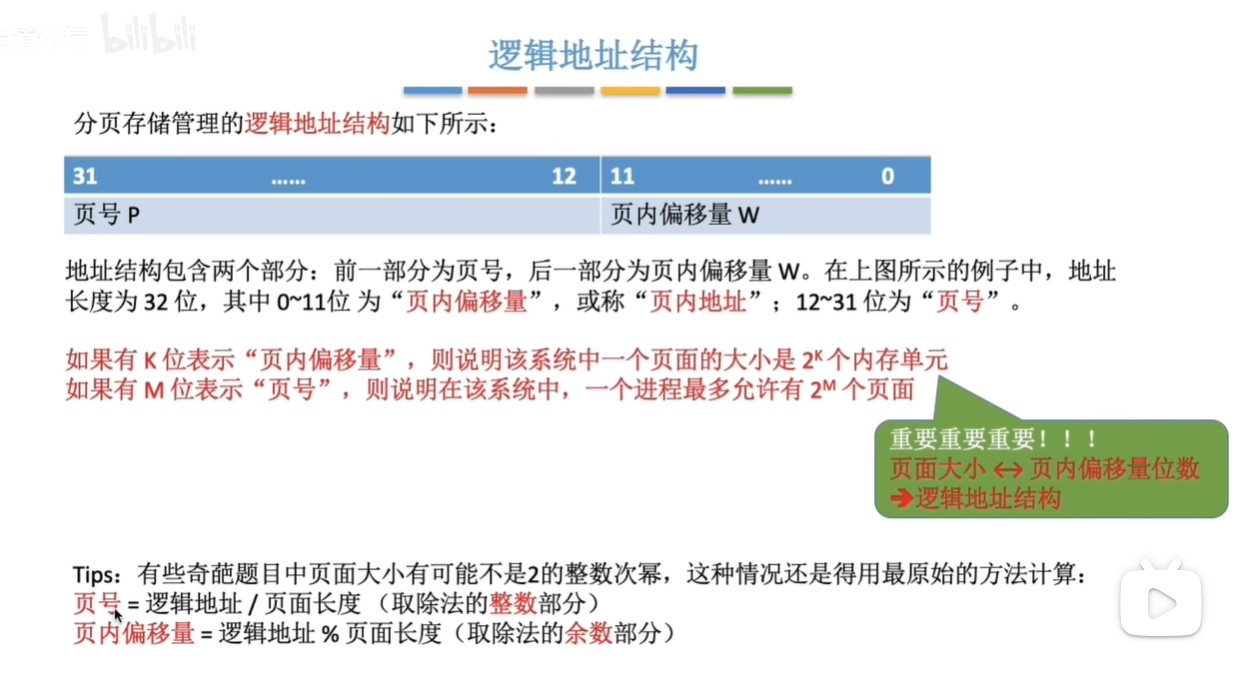 bilibili
逻辑地址结构
分页存储管理的逻辑地址结构如下所示：
31 …… 12 11 …… 0
页号 P 页内偏移量 W
地址结构包含两个部分：前一部分为页号，后一部分为页内偏移量 W。在上图所示的例子中，地址
长度为 32 位，其中 0~11位 为“页内偏移量”，或称“页内地址”；12~31 位为“页号”。
如果有 K 位表示“页内偏移量”，则说明该系统中一个页面的大小是 2ᴷ 个内存单元
如果有 M 位表示“页号”，则说明在该系统中，一个进程最多允许有 2ᴹ 个页面
重要重要重要！！！
页面大小 ↔ 页内偏移量位数
➔逻辑地址结构
Tips：有些奇葩题目中页面大小有可能不是2的整数次幂，这种情况还是得用最原始的方法计算：
页号 = 逻辑地址 / 页面长度 （取除法的整数部分）
页内偏移量 = 逻辑地址 % 页面长度（取除法的余数部分）